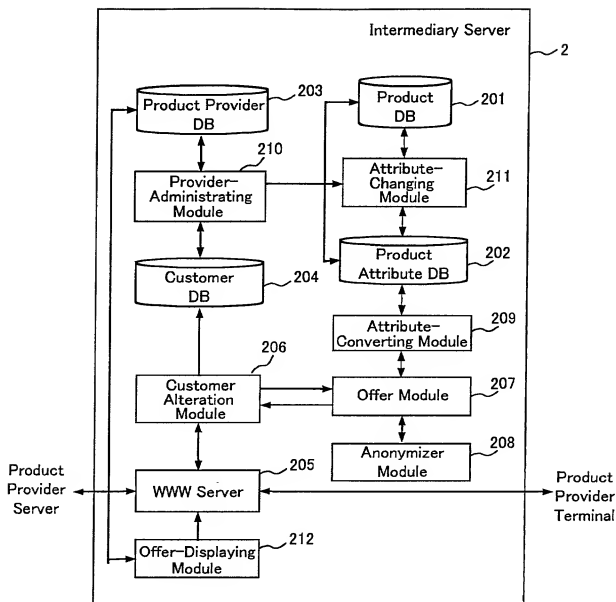 Intermediary Server
2
203
Product Provider
DB
Product
DB
201
210
Provider-
Administrating
Module
Attribute-
Changing
Module
211
Customer
DB
204
Product
Attribute DB
202
Attribute-
Converting Module
209
206
Customer
Alteration
Module
Offer Module
207
Anonymizer
Module
208
Product
Provider
Server
WWW Server
205
Product
Provider
Terminal
Offer-Displaying
Module
212